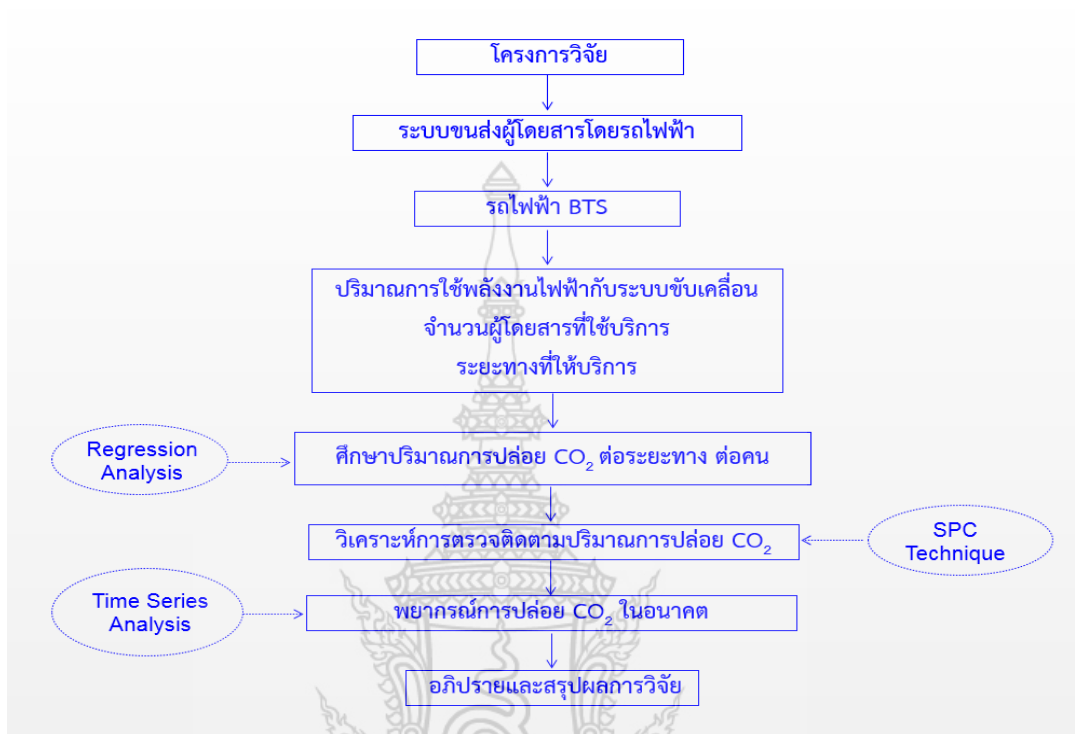 โครงการวิจัย
ระบบขนส่งผู้โดยสารโดยรถไฟฟ้า
รถไฟฟ้า BTS
ปริมาณการใช้พลังงานไฟฟ้ากับระบบขับเคลื่อน
จำนวนผู้โดยสารที่ใช้บริการ
ระยะทางที่ให้บริการ
Regression
Analysis
ศึกษาปริมาณการปล่อย CO₂ ต่อระยะทาง ต่อคน
วิเคราะห์การตรวจติดตามปริมาณการปล่อย CO₂
SPC
Technique
Time Series
Analysis
พยากรณ์การปล่อย CO₂ ในอนาคต
อภิปรายและสรุปผลการวิจัย